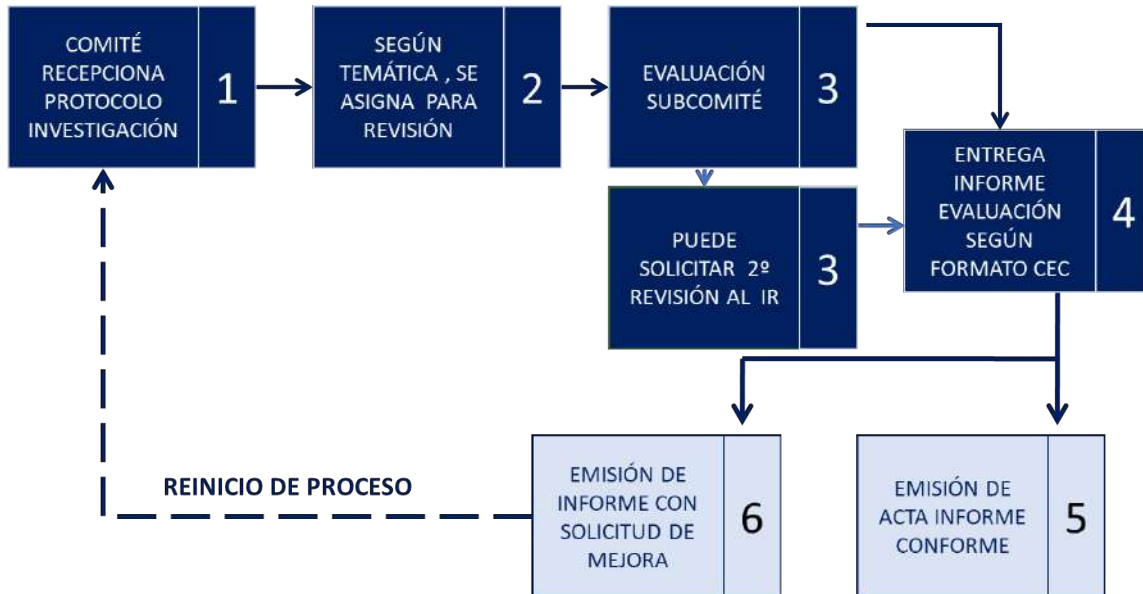 COMITÉ
RECEPCIONA
PROTOCOLO
INVESTIGACIÓN
1
SEGÚN
TEMÁTICA , SE
ASIGNA PARA
REVISIÓN
2
EVALUACIÓN
SUBCOMITÉ
3
PUEDE
SOLICITAR 2º
REVISIÓN AL IR
3
ENTREGA
INFORME
EVALUACIÓN
SEGÚN
FORMATO CEC
4
REINICIO DE PROCESO
EMISIÓN DE
INFORME CON
SOLICITUD DE
MEJORA
6
EMISIÓN DE
ACTA INFORME
CONFORME
5